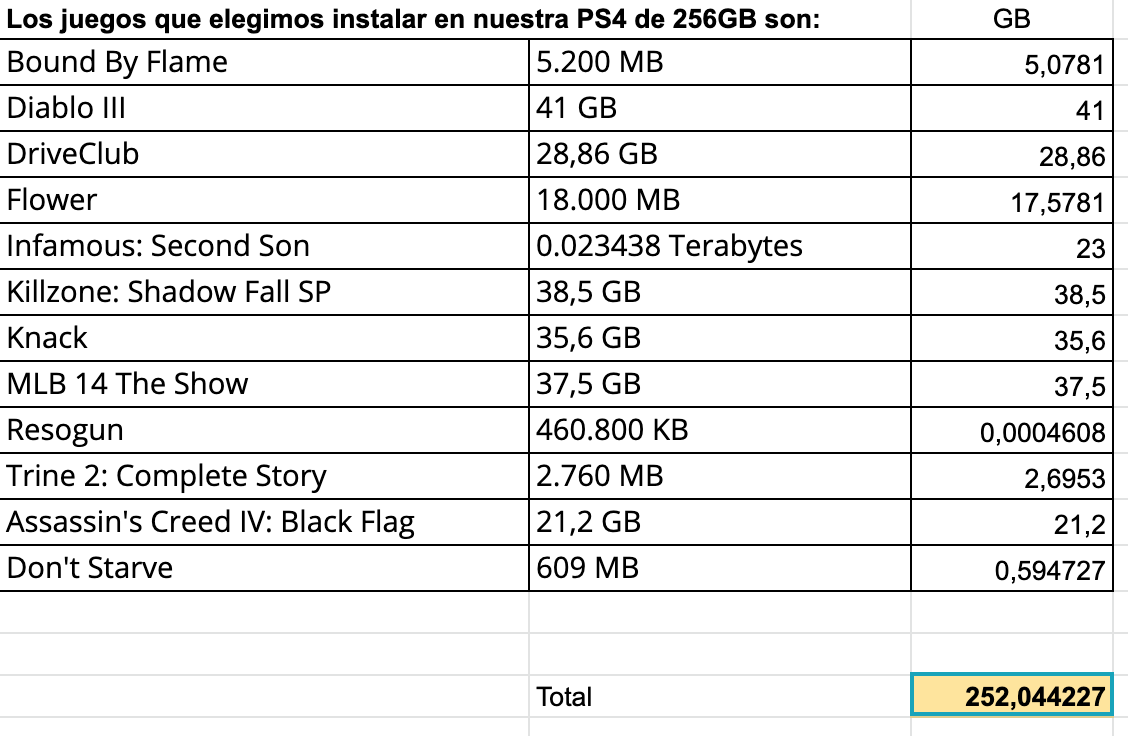 Los juegos que elegimos instalar en nuestra PS4 de 256GB son: GB
Bound By Flame 5.200 MB 5,0781
Diablo III 41 GB 41
DriveClub 28,86 GB 28,86
Flower 18.000 MB 17,5781
Infamous: Second Son 0.023438 Terabytes 23
Killzone: Shadow Fall SP 38,5 GB 38,5
Knack 35,6 GB 35,6
MLB 14 The Show 37,5 GB 37,5
Resogun 460.800 KB 0,0004608
Trine 2: Complete Story 2.760 MB 2,6953
Assassin's Creed IV: Black Flag 21,2 GB 21,2
Don't Starve 609 MB 0,594727
Total 252,044227